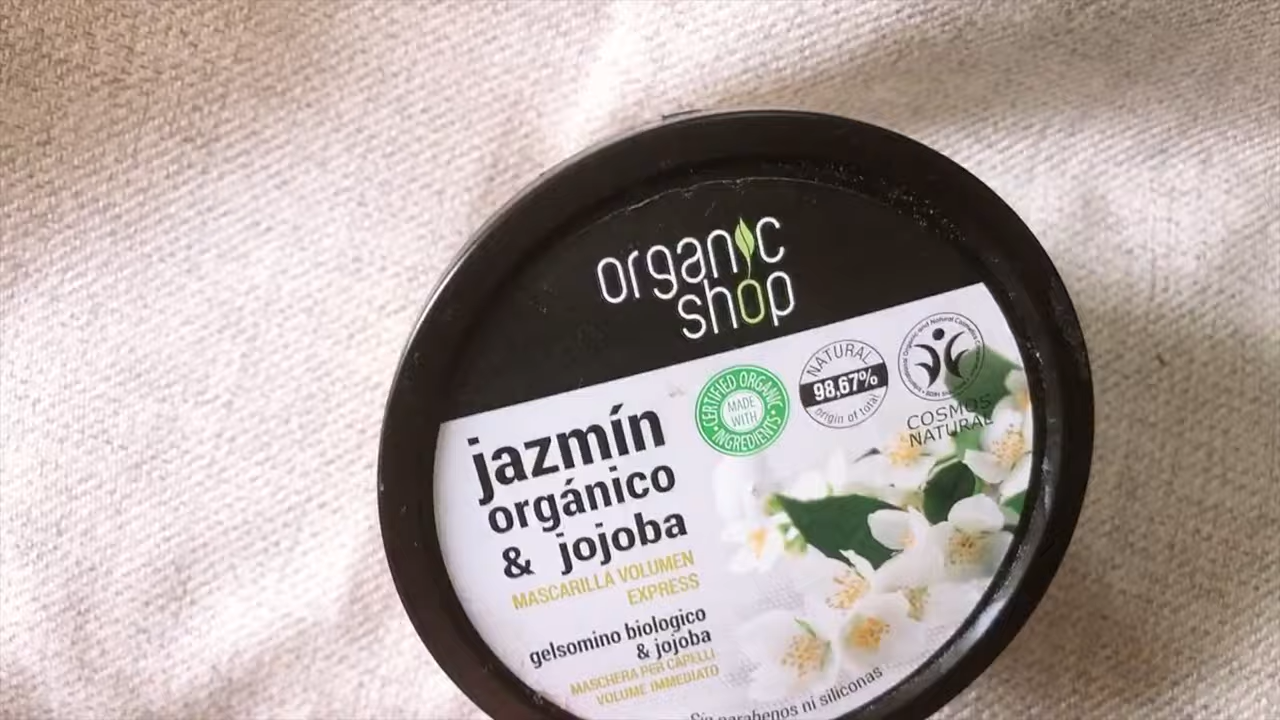 organic
shop
CERTIFIED ORGANIC
MADE
WITH
INGREDIENTS
NATURAL
98,67%
origin of total
COSMOS
NATURAL
jazmín
orgánico
& jojoba
MASCARILLA VOLUMEN
EXPRESS
gelsomino biologico
& jojoba
MASCHERA PER CAPELLI
VOLUME IMMEDIATO
Sin parabenos ni siliconas